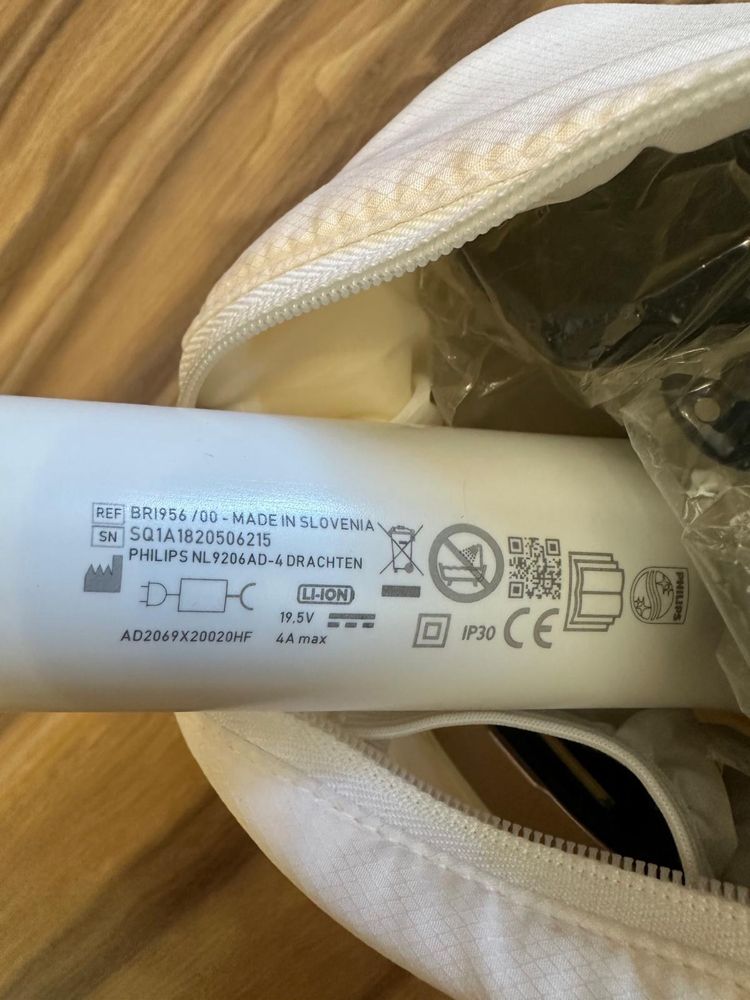 REF BRI956 /00 - MADE IN SLOVENIA
SN SQ1A1820506215
PHILIPS NL9206AD-4 DRACHTEN
LI-ION
19,5V
AD2069X20020HF 4A max
IP30 CE
PHILIPS